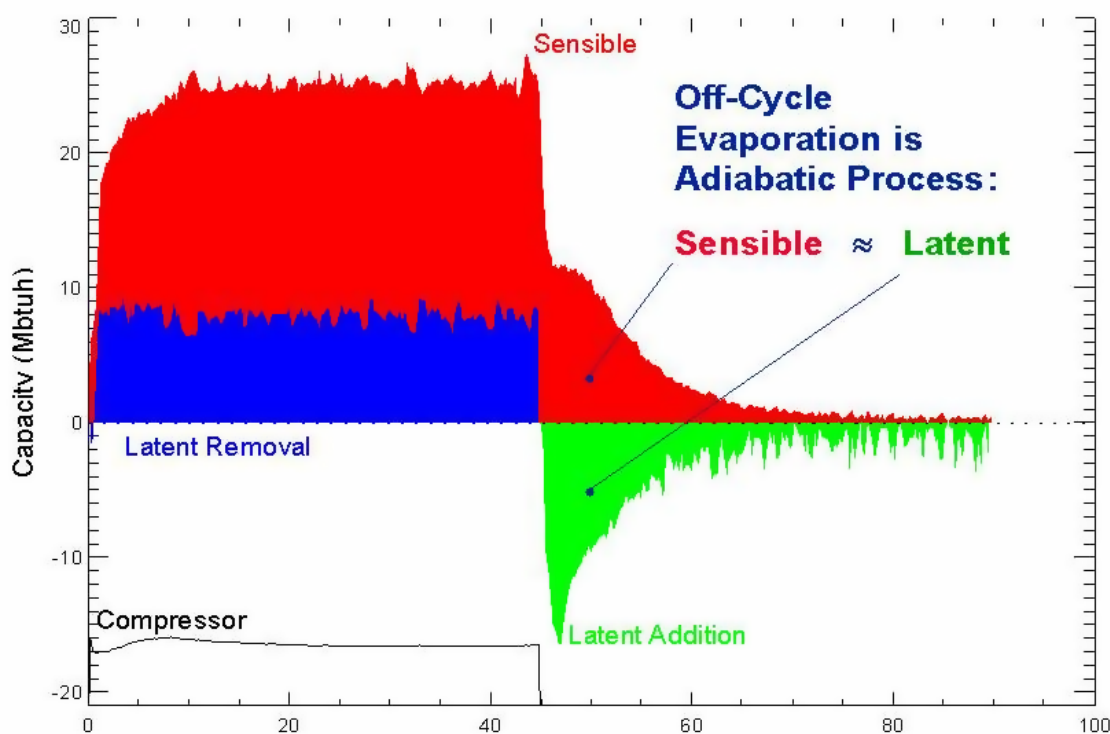 30
Sensible
Off-Cycle
Evaporation is
Adiabatic Process:
20
Sensible ≈ Latent
10
Capacity (Mbtuh)
0
Latent Removal
-10
Compressor
Latent Addition
-20
0 20 40 60 80 100